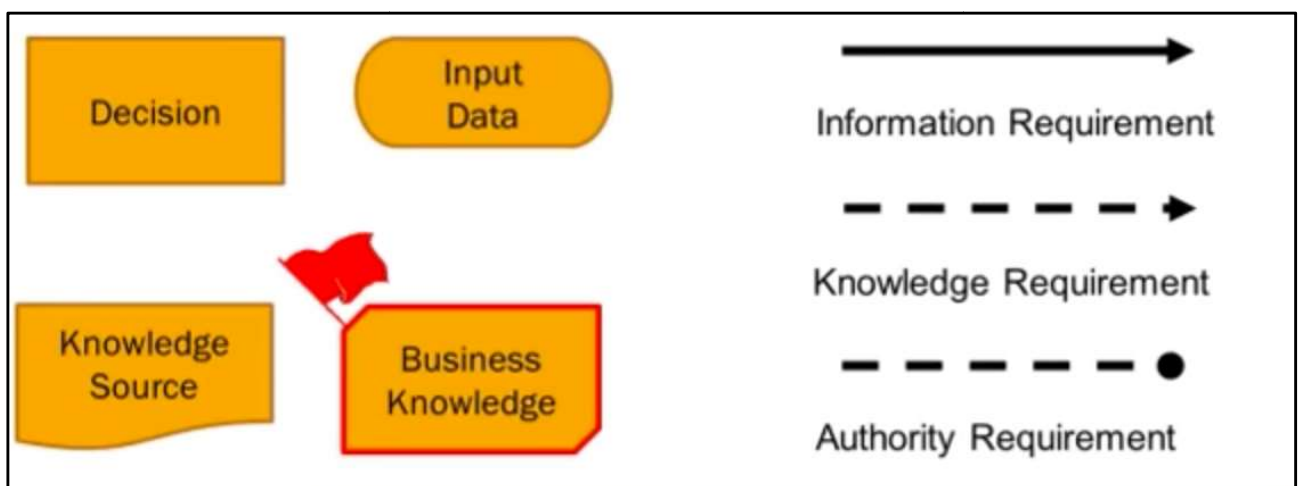 Decision
Input
Data
Information Requirement
Knowledge Requirement
Knowledge
Source
Business
Knowledge
Authority Requirement